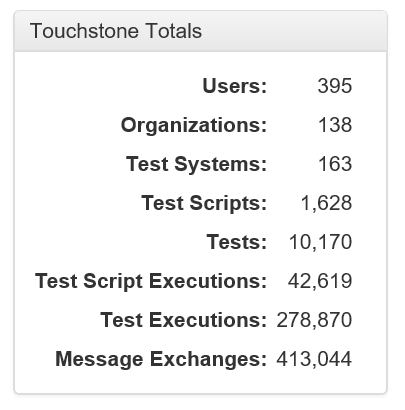 Touchstone Totals
Users: 395
Organizations: 138
Test Systems: 163
Test Scripts: 1,628
Tests: 10,170
Test Script Executions: 42,619
Test Executions: 278,870
Message Exchanges: 413,044